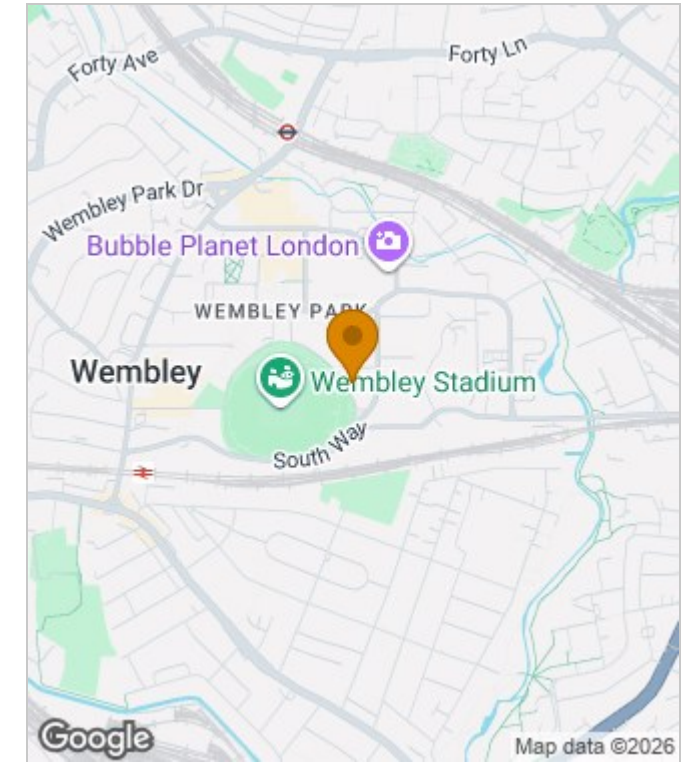 Forty Ave
Forty Ln
Wembley Park Dr
Bubble Planet London
WEMBLEY PARK
Wembley
Wembley Stadium
South Way
Google
Map data ©2026